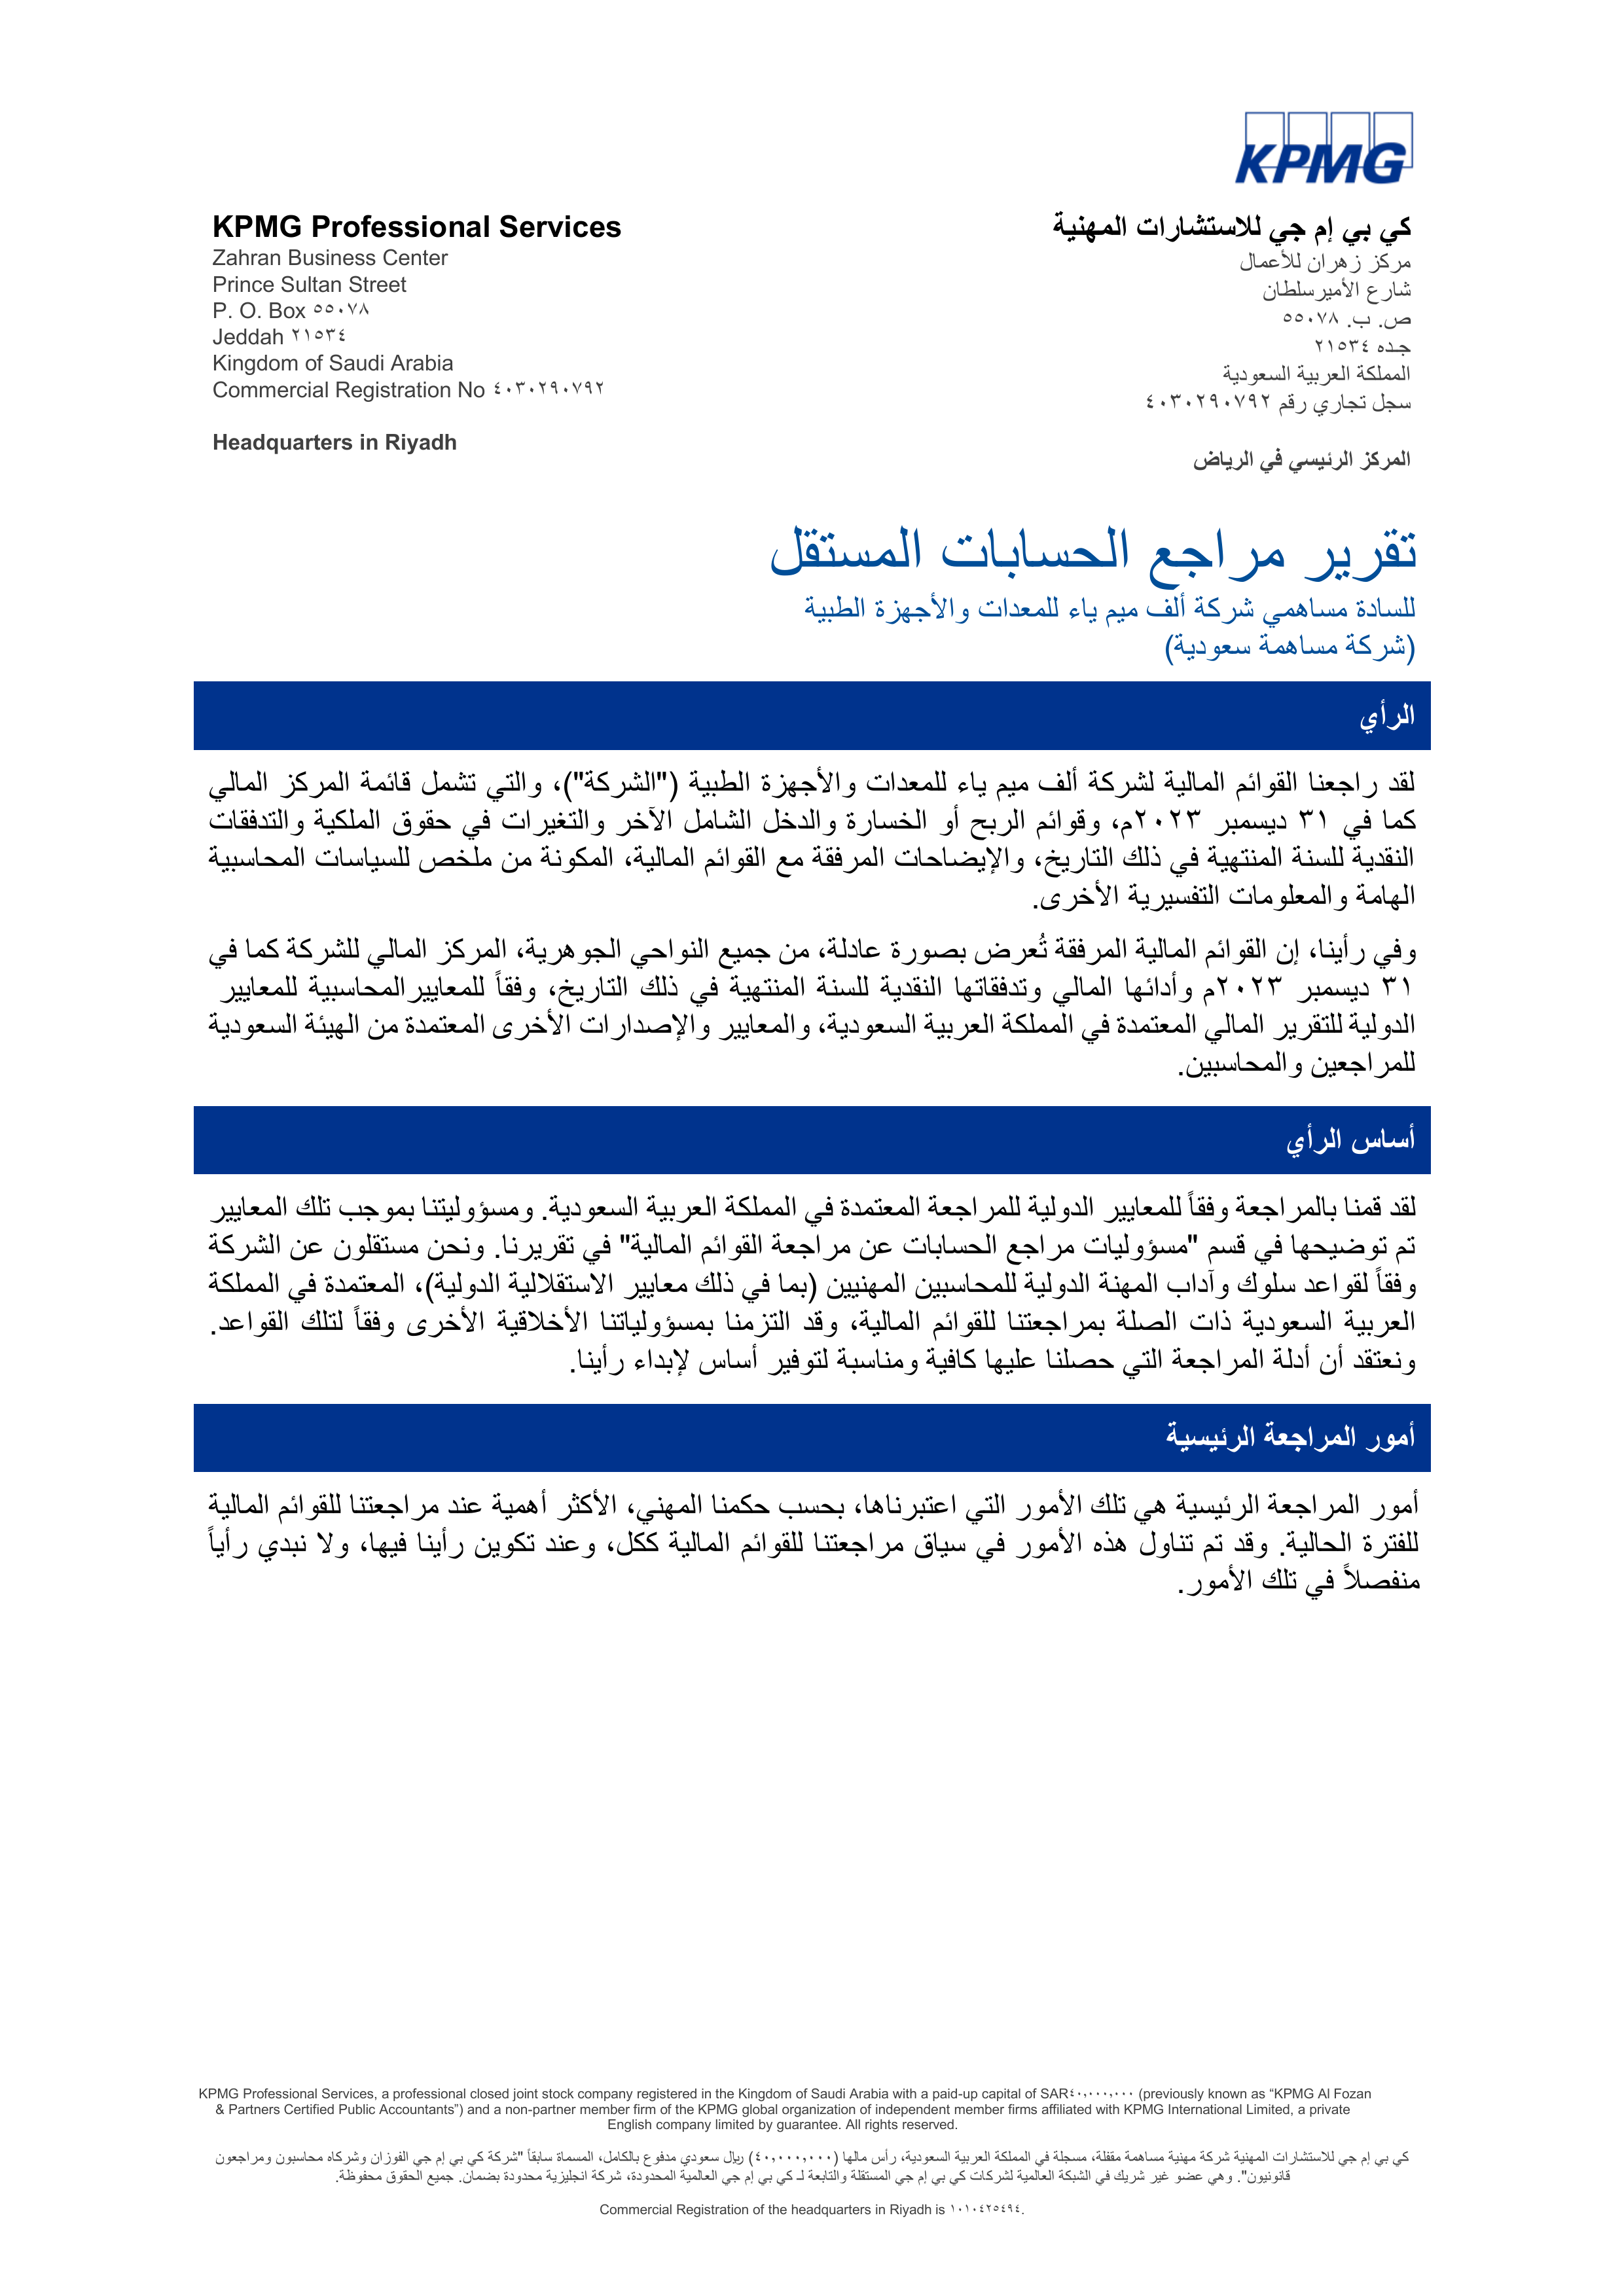 KPMG
KPMG Professional Services
Zahran Business Center
Prince Sultan Street
P. O. Box ٥٥٠٧٨
Jeddah ٢١٥٣٤
Kingdom of Saudi Arabia
Commercial Registration No ٤٠٣٠٢٩٠٧٩٢
Headquarters in Riyadh
كي بي إم جي للاستشارات المهنية
مركز زهران للأعمال
شارع الأميرسلطان
ص. ب. ٥٥٠٧٨
جده ٢١٥٣٤
المملكة العربية السعودية
سجل تجاري رقم ٤٠٣٠٢٩٠٧٩٢
المركز الرئيسي في الرياض
تقرير مراجع الحسابات المستقل
للسادة مساهمي شركة ألف ميم ياء للمعدات والأجهزة الطبية
(شركة مساهمة سعودية)
الرأي
لقد راجعنا القوائم المالية لشركة ألف ميم ياء للمعدات والأجهزة الطبية ("الشركة")، والتي تشمل قائمة المركز المالي
كما في ٣١ ديسمبر ٢٠٢٣م، وقوائم الربح أو الخسارة والدخل الشامل الآخر والتغيرات في حقوق الملكية والتدفقات
النقدية للسنة المنتهية في ذلك التاريخ، والإيضاحات المرفقة مع القوائم المالية، المكونة من ملخص للسياسات المحاسبية
الهامة والمعلومات التفسيرية الأخرى.
وفي رأينا، إن القوائم المالية المرفقة تُعرض بصورة عادلة، من جميع النواحي الجوهرية، المركز المالي للشركة كما في
٣١ ديسمبر ٢٠٢٣م وأدائها المالي وتدفقاتها النقدية للسنة المنتهية في ذلك التاريخ، وفقاً للمعاييرالمحاسبية للمعايير
الدولية للتقرير المالي المعتمدة في المملكة العربية السعودية، والمعايير والإصدارات الأخرى المعتمدة من الهيئة السعودية
للمراجعين والمحاسبين.
أساس الرأي
لقد قمنا بالمراجعة وفقاً للمعايير الدولية للمراجعة المعتمدة في المملكة العربية السعودية. ومسؤوليتنا بموجب تلك المعايير
تم توضيحها في قسم "مسؤوليات مراجع الحسابات عن مراجعة القوائم المالية" في تقريرنا. ونحن مستقلون عن الشركة
وفقاً لقواعد سلوك وآداب المهنة الدولية للمحاسبين المهنيين (بما في ذلك معايير الاستقلالية الدولية)، المعتمدة في المملكة
العربية السعودية ذات الصلة بمراجعتنا للقوائم المالية، وقد التزمنا بمسؤولياتنا الأخلاقية الأخرى وفقاً لتلك القواعد.
ونعتقد أن أدلة المراجعة التي حصلنا عليها كافية ومناسبة لتوفير أساس لإبداء رأينا.
أمور المراجعة الرئيسية
أمور المراجعة الرئيسية هي تلك الأمور التي اعتبرناها، بحسب حكمنا المهني، الأكثر أهمية عند مراجعتنا للقوائم المالية
للفترة الحالية. وقد تم تناول هذه الأمور في سياق مراجعتنا للقوائم المالية ككل، وعند تكوين رأينا فيها، ولا نبدي رأياً
منفصلاً في تلك الأمور.
KPMG Professional Services, a professional closed joint stock company registered in the Kingdom of Saudi Arabia with a paid-up capital of SAR٤٠,٠٠٠,٠٠٠ (previously known as “KPMG Al Fozan
& Partners Certified Public Accountants”) and a non-partner member firm of the KPMG global organization of independent member firms affiliated with KPMG International Limited, a private
English company limited by guarantee. All rights reserved.
كي بي إم جي للاستشارات المهنية شركة مهنية مساهمة مقفلة، مسجلة في المملكة العربية السعودية، رأس مالها (٤٠,٠٠٠,٠٠٠) ريال سعودي مدفوع بالكامل، المسماة سابقاً "شركة كي بي إم جي الفوزان وشركاه محاسبون ومراجعون
قانونيون". وهي عضو غير شريك في الشبكة العالمية لشركات كي بي إم جي المستقلة والتابعة لـ كي بي إم جي العالمية المحدودة، شركة انجليزية محدودة بضمان. جميع الحقوق محفوظة.
Commercial Registration of the headquarters in Riyadh is ١٠١٠٤٢٥٤٩٤.